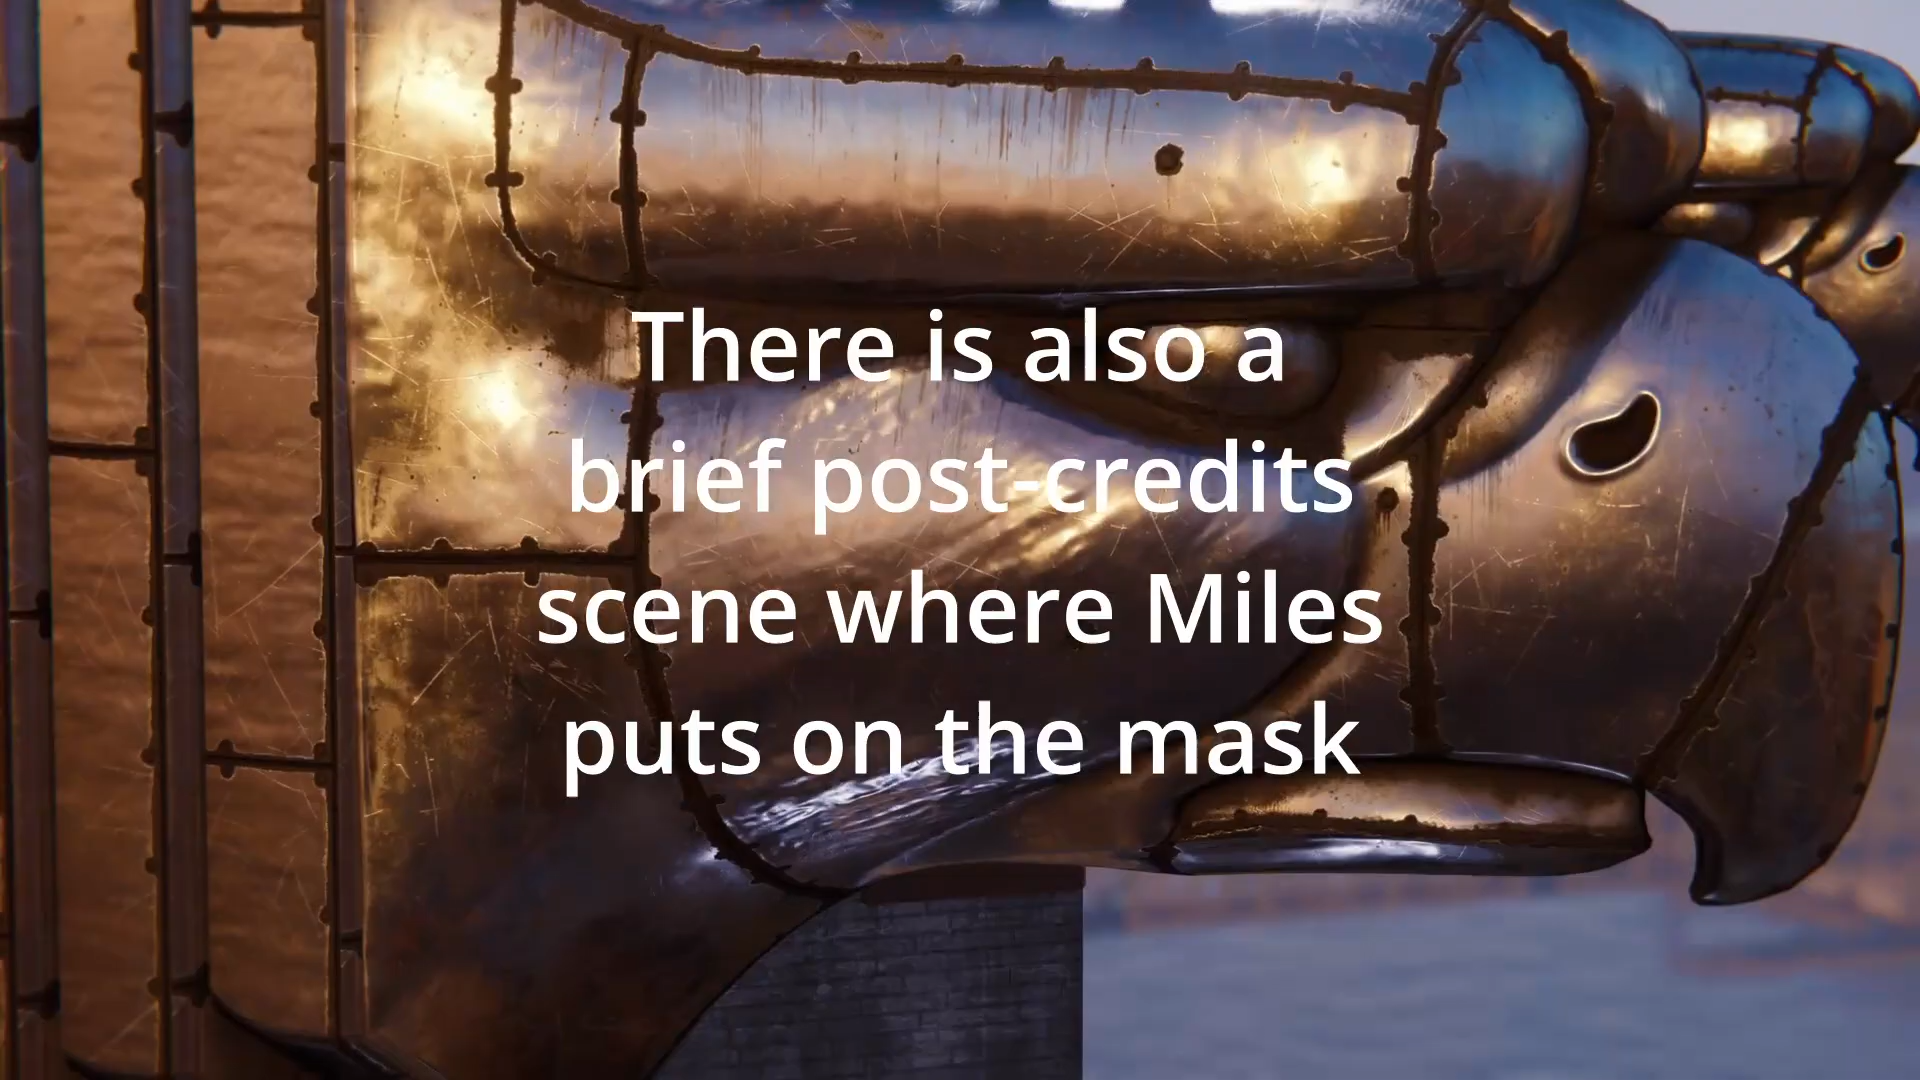 There is also a
brief post-credits
scene where Miles
puts on the mask